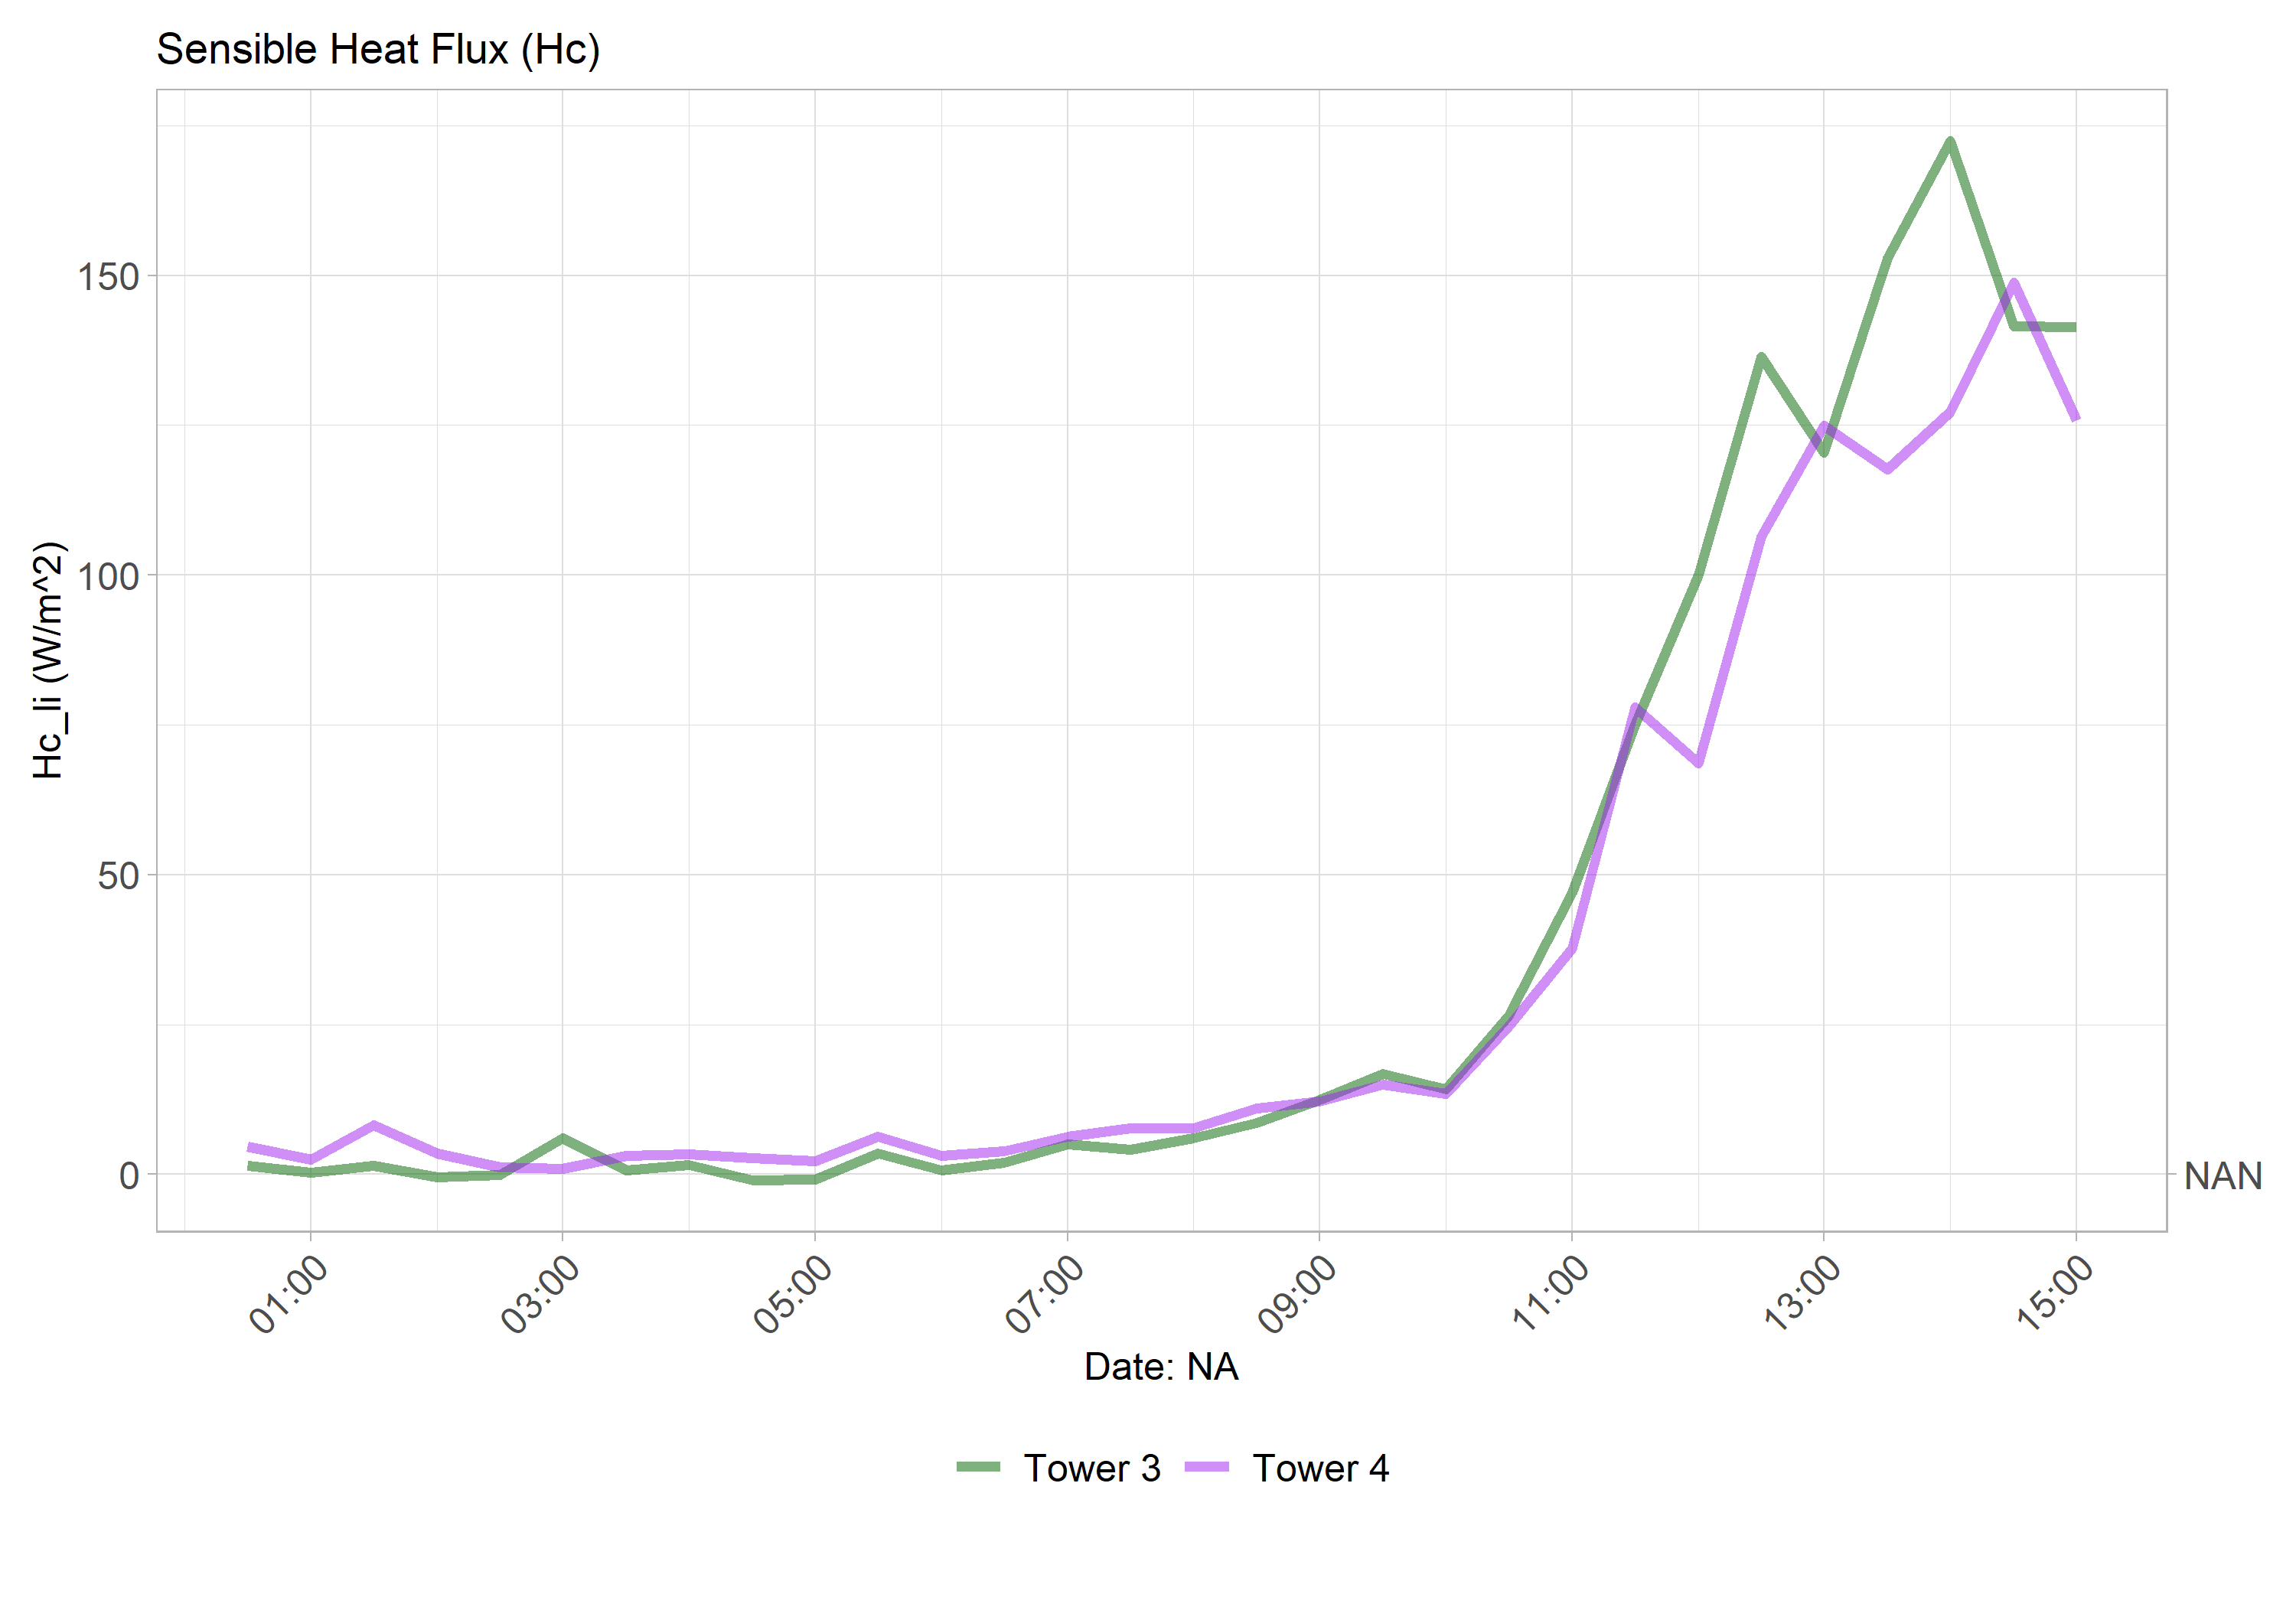 Sensible Heat Flux (Hc)
Hc_li (W/m^2)
150
100
50
0
NAN
01:00
03:00
05:00
07:00
09:00
11:00
13:00
15:00
Date: NA
Tower 3
Tower 4